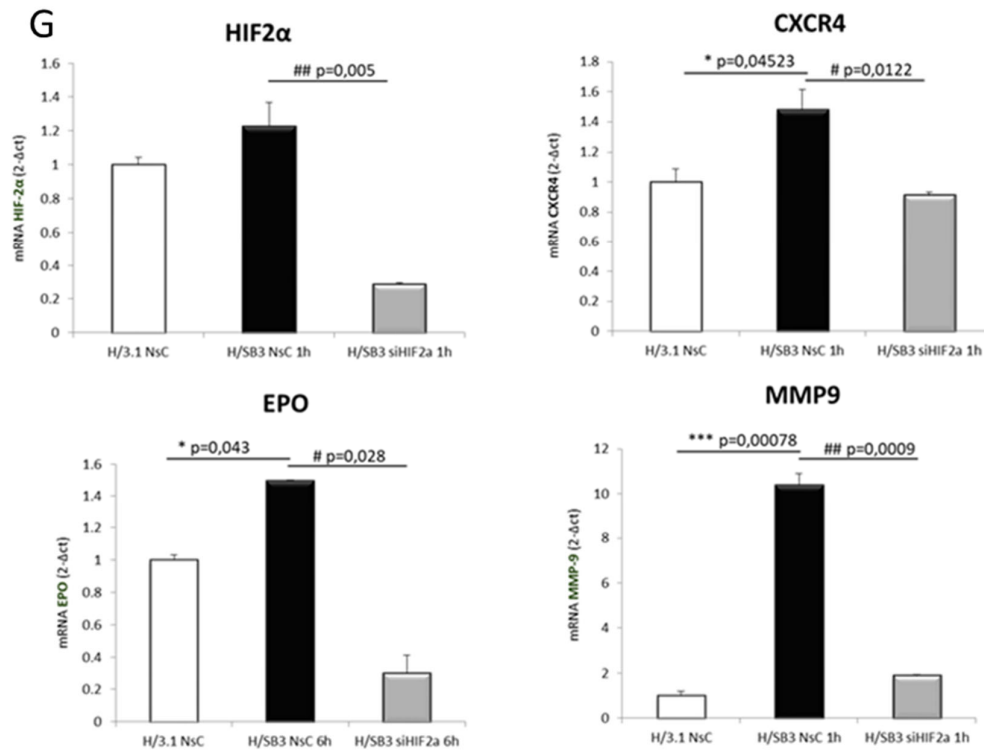 G
HIF2α
mRNA HIF-2α (2-Δct)
1.6
1.4
1.2
1
0.8
0.6
0.4
0.2
0
## p=0,005
H/3.1 NsC H/SB3 NsC 1h H/SB3 siHIF2a 1h
CXCR4
mRNA CXCR4 (2-Δct)
1.8
1.6
1.4
1.2
1
0.8
0.6
0.4
0.2
0
* p=0,04523 # p=0,0122
H/3.1 NsC H/SB3 NsC 1h H/SB3 siHIF2a 1h
EPO
mRNA EPO (2-Δct)
1.6
1.4
1.2
1
0.8
0.6
0.4
0.2
0
* p=0,043 # p=0,028
H/3.1 NsC H/SB3 NsC 6h H/SB3 siHIF2a 6h
MMP9
mRNA MMP-9 (2-Δct)
12
10
8
6
4
2
0
*** p=0,00078 ## p=0,0009
H/3.1 NsC H/SB3 NsC 1h H/SB3 siHIF2a 1h